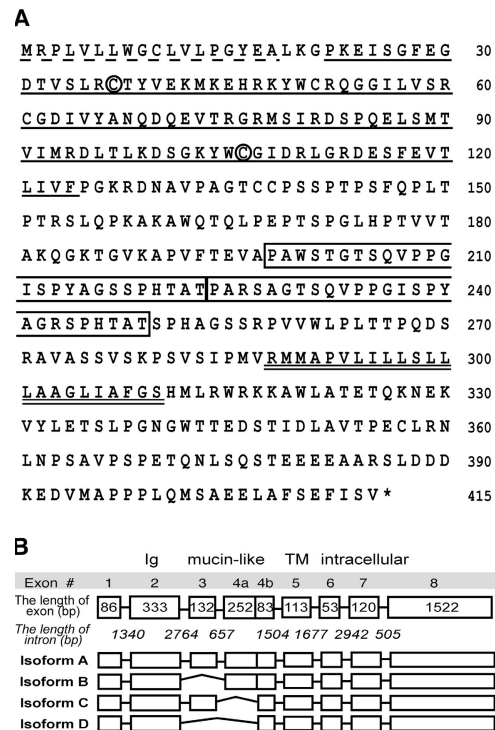 A
MRPLVLLWGCLVLPGYEALKGPKEISGFEG 30
DTVSLRCTYVEKMKEHRKYWCRQGGILVSR 60
CGDIVYANQDQEVTRGRMSIRDSPQELSMT 90
VIMRDLTLKDSGKYWCGIDRLGRDESFEVT 120
LIVFPGKRDNAVPAGTCCPSSPTPSFQPLT 150
PTRSLQPKAKAWQTQLPEPTSPGLHPTVVT 180
AKQGKTGVKAPVFTEVAPAWSTGTSQVPPG 210
ISPYAGSSPHTATPARSAGTSQVPPGISPY 240
AGRSPHTATSPHAGSSRPVVWLPLTTPQDS 270
RAVASSVSKPSVSIPMVRMMAPVLILLSLL 300
LAAGLIAFGSHMLRWRKKAWLATETQKNEK 330
VYLETSLPGNGWTTEDSTIDLAVTPECLRN 360
LNPSAVPSPETQNLSQSTEEEEAARSLDDD 390
KEDVMAPPPLQMSAEELAFSEFISV* 415
B
Ig mucin-like TM intracellular
Exon # 1 2 3 4a 4b 5 6 7 8
The length of exon (bp) 86 333 132 252 83 113 53 120 1522
The length of intron (bp) 1340 2764 657 1504 1677 2942 505
Isoform A
Isoform B
Isoform C
Isoform D